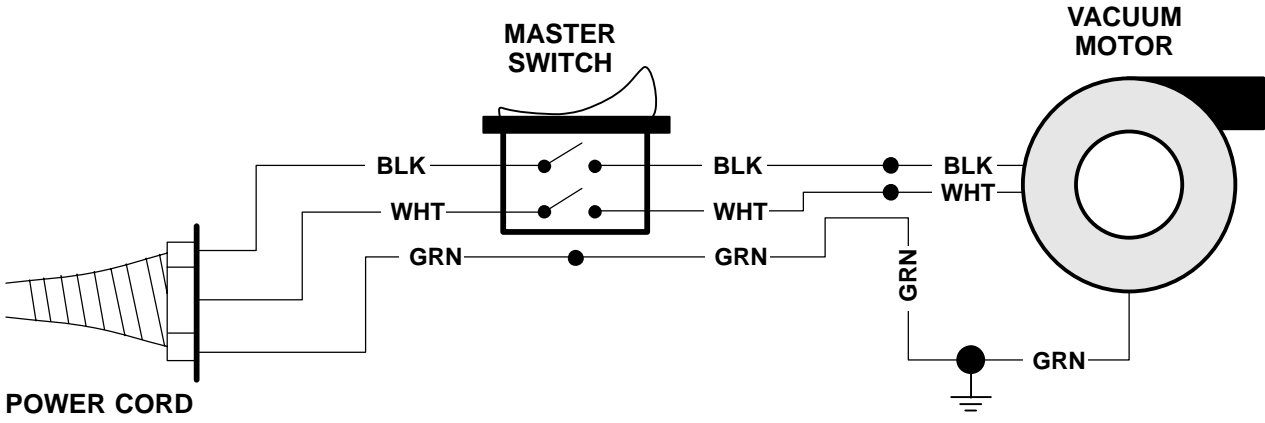 VACUUM
MOTOR
MASTER
SWITCH
BLK
BLK
BLK
WHT
WHT
WHT
GRN
GRN
GRN
GRN
POWER CORD